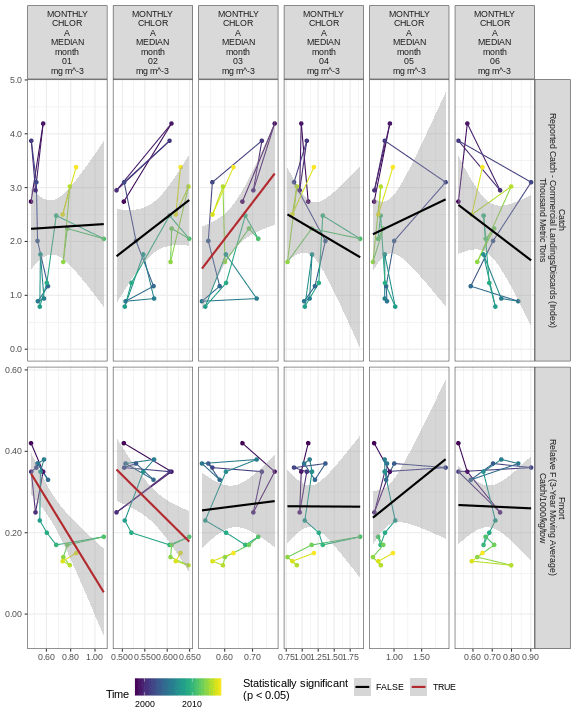 MONTHLY
CHLOR
A
MEDIAN
month
01
mg m^-3
MONTHLY
CHLOR
A
MEDIAN
month
02
mg m^-3
MONTHLY
CHLOR
A
MEDIAN
month
03
mg m^-3
MONTHLY
CHLOR
A
MEDIAN
month
04
mg m^-3
MONTHLY
CHLOR
A
MEDIAN
month
05
mg m^-3
MONTHLY
CHLOR
A
MEDIAN
month
06
mg m^-3
5.0
4.0
3.0
2.0
1.0
0.0
Catch
Reported Catch - Commercial Landings/Discards (Index)
Thousand Metric Tons
0.60
0.40
0.20
0.00
Fmort
Relative F (3-Year Moving Average)
Catch/1000/kg/tow
0.60 0.80 1.00
0.500 0.550 0.600 0.650
0.60 0.70
0.75 1.00 1.25 1.50 1.75
1.00 1.50
0.60 0.70 0.80 0.90
Time
2000 2010
Statistically significant
(p < 0.05)
FALSE
TRUE